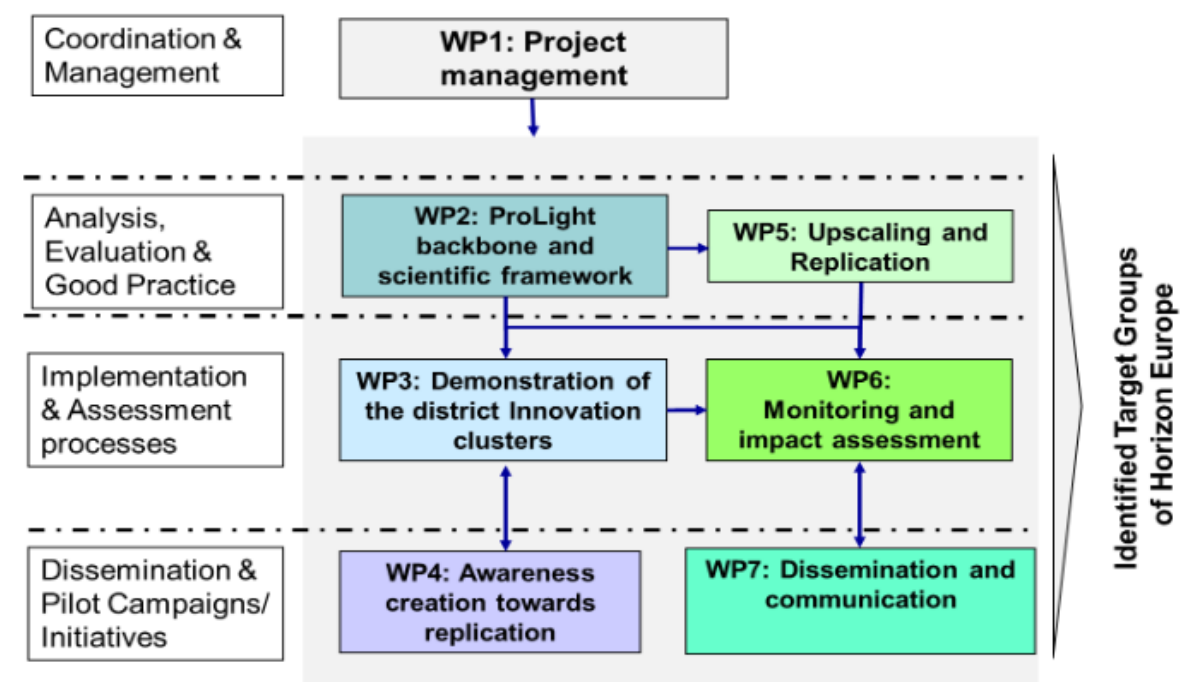 Coordination &
Management
WP1: Project
management
Analysis,
Evaluation &
Good Practice
WP2: ProLight
backbone and
scientific framework
WP5: Upscaling and
Replication
Implementation
& Assessment
processes
WP3: Demonstration of
the district Innovation
clusters
WP6:
Monitoring and
impact assessment
Dissemination &
Pilot Campaigns/
Initiatives
WP4: Awareness
creation towards
replication
WP7: Dissemination and
communication
Identified Target Groups
of Horizon Europe